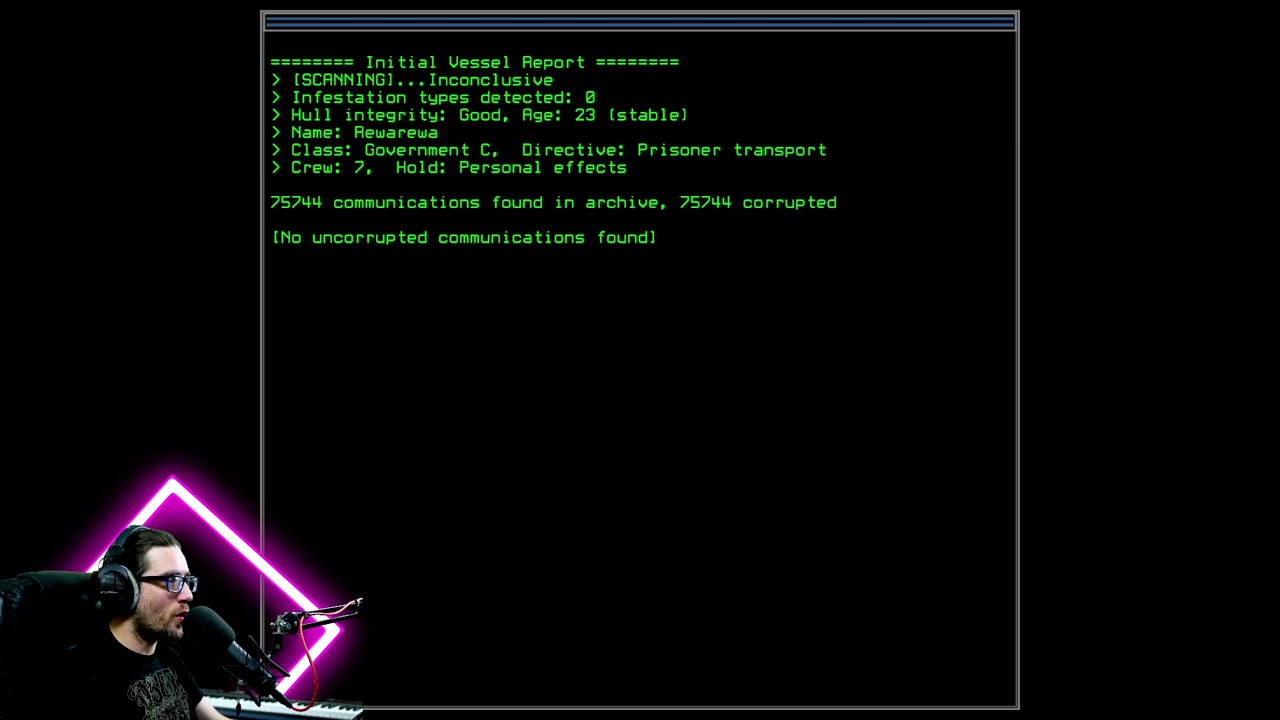 ======== Initial Vessel Report ========
> [SCANNING]...Inconclusive
> Infestation types detected: 0
> Hull integrity: Good, Age: 23 (stable)
> Name: Rewarewa
> Class: Government C,  Directive: Prisoner transport
> Crew: 7,  Hold: Personal effects
75744 communications found in archive, 75744 corrupted
[No uncorrupted communications found]